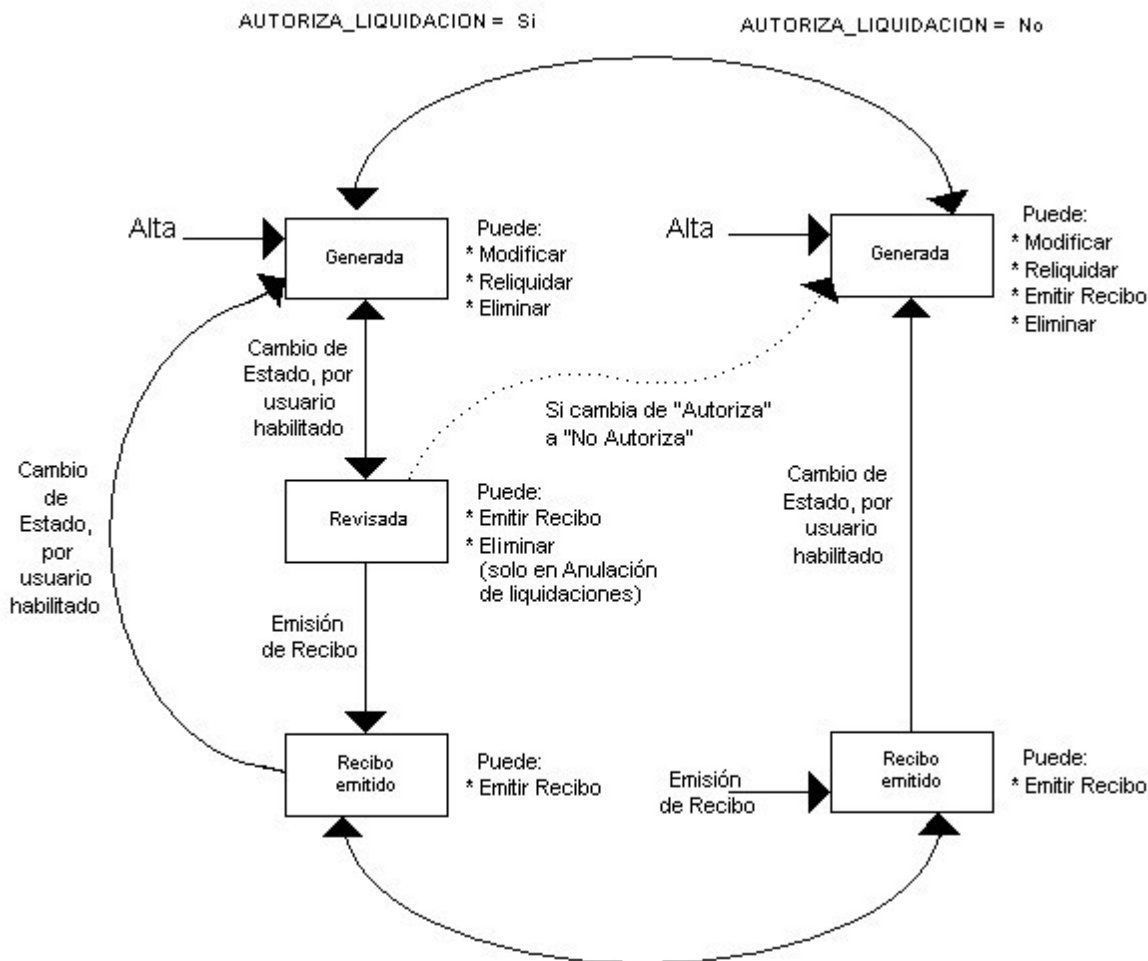 AUTORIZA_LIQUIDACION = Si
AUTORIZA_LIQUIDACION = No
Alta
Generada
Puede:
* Modificar
* Reliquidar
* Eliminar
Alta
Generada
Puede:
* Modificar
* Reliquidar
* Emitir Recibo
* Eliminar
Cambio de
Estado, por
usuario
habilitado
Si cambia de "Autoriza"
a "No Autoriza"
Cambio
de
Estado,
por
usuario
habilitado
Revisada
Puede:
* Emitir Recibo
* Eliminar
(solo en Anulación
de liquidaciones)
Cambio de
Estado, por
usuario
habilitado
Emisión
de Recibo
Recibo
emitido
Puede:
* Emitir Recibo
Emisión
de Recibo
Recibo
emitido
Puede:
* Emitir Recibo